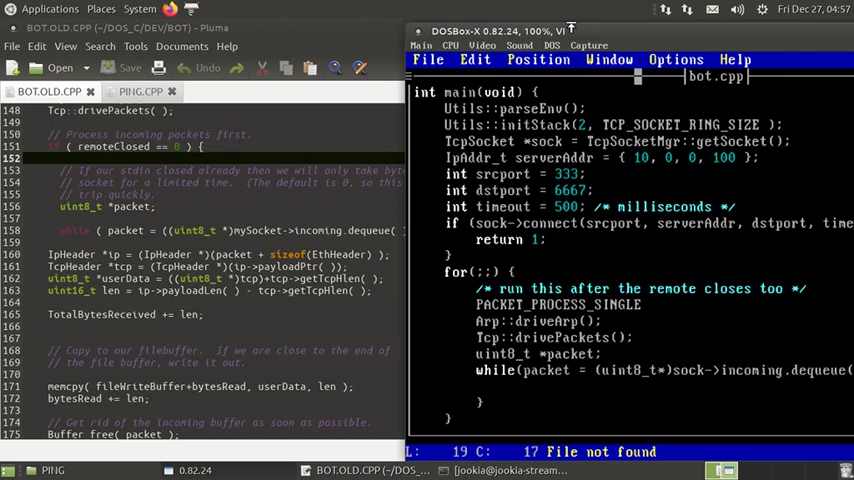 Applications Places System Fri Dec 27, 04:57
BOT.OLD.CPP (~/DOS_C/DEV/BOT) - Pluma
File Edit View Search Tools Documents Help
Open Save Undo
BOT.OLD.CPP PING.CPP
148 Tcp::drivePackets( );
149
150 // Process incoming packets first.
151 if ( remoteClosed == 0 ) {
152
153 // If our stdin closed already then we will only take byt
154 // socket for a limited time. (The default is 0, so this
155 // trip quickly.
156 uint8_t *packet;
157
158 while ( packet = ((uint8_t *)mySocket->incoming.dequeue( )
159
160 IpHeader *ip = (IpHeader *)(packet + sizeof(EthHeader) );
161 TcpHeader *tcp = (TcpHeader *)(ip->payloadPtr( ));
162 uint8_t *userData = ((uint8_t *)tcp)+tcp->getTcpHlen( );
163 uint16_t len = ip->payloadLen( ) - tcp->getTcpHlen( );
164
165 TotalBytesReceived += len;
166
167
168 // Copy to our filebuffer. If we are close to the end of
169 // the file buffer, write it out.
170
171 memcpy( fileWriteBuffer+bytesRead, userData, len );
172 bytesRead += len;
173
174 // Get rid of the incoming buffer as soon as possible.
175 Buffer_free( packet );
DOSBox-X 0.82.24, 100%, VI
Main CPU Video Sound DOS Capture
File Edit Position Window Options Help
bot.cpp
int main(void) {
Utils::parseEnv();
Utils::initStack(2, TCP_SOCKET_RING_SIZE );
TcpSocket *sock = TcpSocketMgr::getSocket();
IpAddr_t serverAddr = { 10, 0, 0, 100 };
int srcport = 333;
int dstport = 6667;
int timeout = 500; /* milliseconds */
if (sock->connect(srcport, serverAddr, dstport, time
return 1;
}
for(;;) {
/* run this after the remote closes too */
PACKET_PROCESS_SINGLE
Arp::driveArp();
Tcp::drivePackets();
uint8_t *packet;
while(packet = (uint8_t*)sock->incoming.dequeue(
}
}
L: 19 C: 17 File not found
PING 0.82.24 BOT.OLD.CPP (~/DOS_... [jookia@jookia-stream...